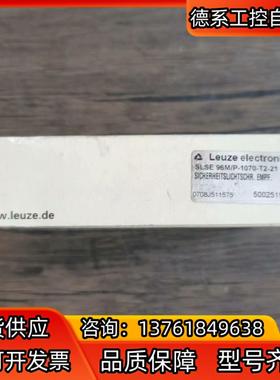 德系工控自
Leuze electron
SLSE 96M/P-1070-T2-21
SICHERHEITSLICHTSCHR. EMPF.
0708J511575
500251
w.leuze.de
货供应
咨询：13761849638
可开发票
品质保障
型号齐